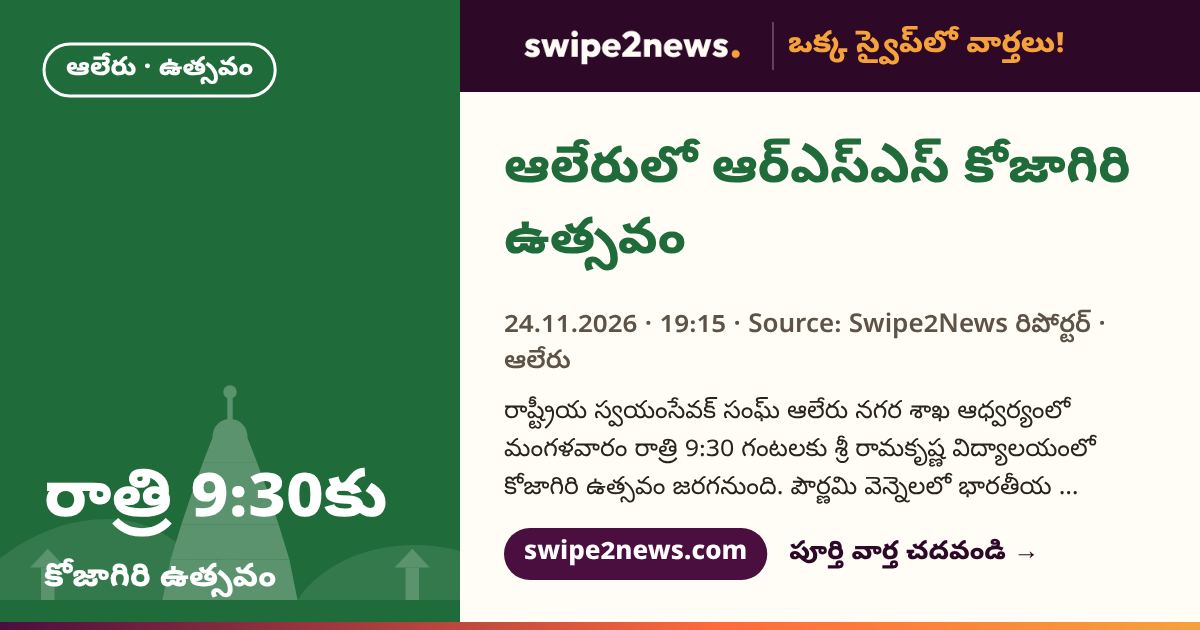 ఆలేరు · ఉత్సవం
రాత్రి 9:30కు
కోజాగిరి ఉత్సవం
swipe2news.
ఒక్క స్వైప్‌లో వార్తలు!
ఆలేరులో ఆర్ఎస్ఎస్ కోజాగిరి
ఉత్సవం
24.11.2026 · 19:15 · Source: Swipe2News రిపోర్టర్ ·
ఆలేరు
రాష్ట్రీయ స్వయంసేవక్ సంఘ్ ఆలేరు నగర శాఖ ఆధ్వర్యంలో
మంగళవారం రాత్రి 9:30 గంటలకు శ్రీ రామకృష్ణ విద్యాలయంలో
కోజాగిరి ఉత్సవం జరగనుంది. పౌర్ణమి వెన్నెలలో భారతీయ ...
swipe2news.com
పూర్తి వార్త చదవండి →